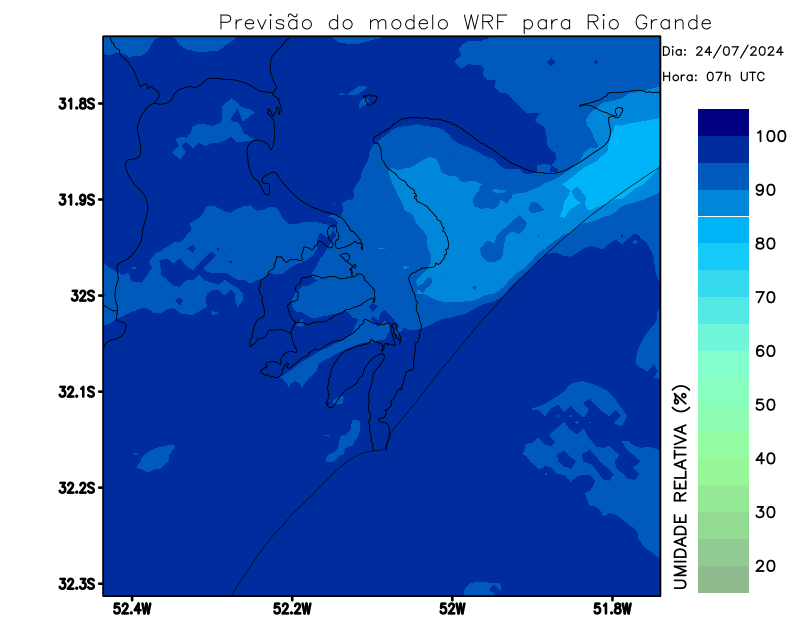 Previsão do modelo WRF para Rio Grande
Dia: 24/07/2024
Hora: 07h UTC
31.8S
31.9S
32S
32.1S
32.2S
32.3S
52.4W
52.2W
52W
51.8W
100
90
80
70
60
50
40
30
20
UMIDADE RELATIVA (%)